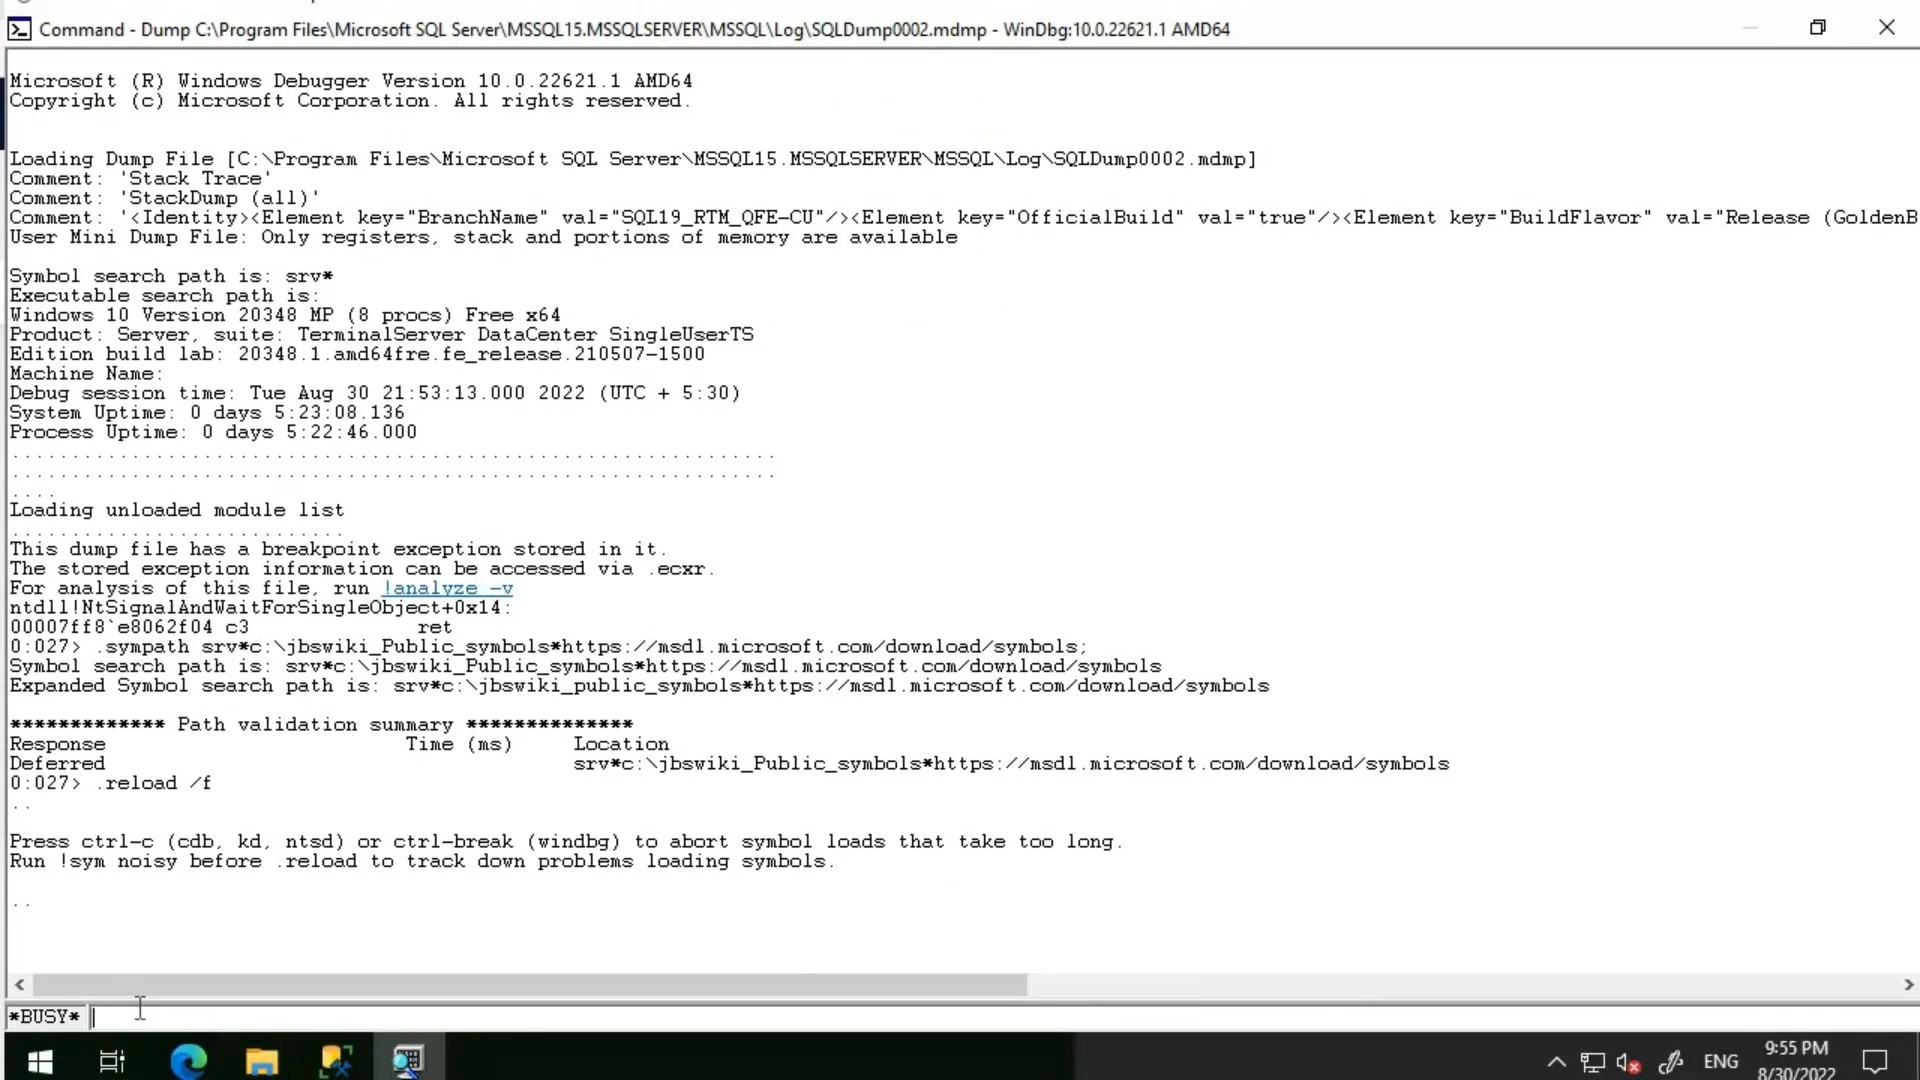 Command - Dump C:\Program Files\Microsoft SQL Server\MSSQL15.MSSQLSERVER\MSSQL\Log\SQLDump0002.mdmp - WinDbg:10.0.22621.1 AMD64
Microsoft (R) Windows Debugger Version 10.0.22621.1 AMD64
Copyright (c) Microsoft Corporation. All rights reserved.
Loading Dump File [C:\Program Files\Microsoft SQL Server\MSSQL15.MSSQLSERVER\MSSQL\Log\SQLDump0002.mdmp]
Comment: 'Stack Trace'
Comment: 'StackDump (all)'
Comment: '<Identity><Element key="BranchName" val="SQL19_RTM_QFE-CU"/><Element key="OfficialBuild" val="true"/><Element key="BuildFlavor" val="Release (GoldenB
User Mini Dump File: Only registers, stack and portions of memory are available
Symbol search path is: srv*
Executable search path is:
Windows 10 Version 20348 MP (8 procs) Free x64
Product: Server, suite: TerminalServer DataCenter SingleUserTS
Edition build lab: 20348.1.amd64fre.fe_release.210507-1500
Machine Name:
Debug session time: Tue Aug 30 21:53:13.000 2022 (UTC + 5:30)
System Uptime: 0 days 5:23:08.136
Process Uptime: 0 days 5:22:46.000
................................................................
................................................................
....
Loading unloaded module list
............................
This dump file has a breakpoint exception stored in it.
The stored exception information can be accessed via .ecxr.
For analysis of this file, run !analyze -v
ntdll!NtSignalAndWaitForSingleObject+0x14:
00007ff8`e8062f04 c3              ret
0:027> .sympath srv*c:\jbswiki_Public_symbols*https://msdl.microsoft.com/download/symbols;
Symbol search path is: srv*c:\jbswiki_Public_symbols*https://msdl.microsoft.com/download/symbols
Expanded Symbol search path is: srv*c:\jbswiki_public_symbols*https://msdl.microsoft.com/download/symbols
************* Path validation summary **************
Response                         Time (ms)     Location
Deferred                                       srv*c:\jbswiki_Public_symbols*https://msdl.microsoft.com/download/symbols
0:027> .reload /f
..
Press ctrl-c (cdb, kd, ntsd) or ctrl-break (windbg) to abort symbol loads that take too long.
Run !sym noisy before .reload to track down problems loading symbols.
..
*BUSY*
ENG
9:55 PM
8/30/2022